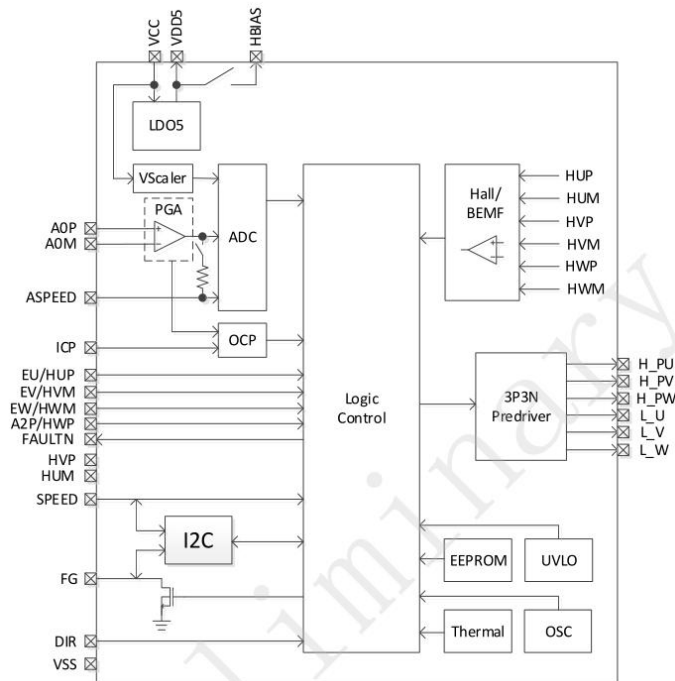 VCC
VDD5
HBIAS
LDO5
VScaler
PGA
ADC
A0P
A0M
ASPEED
ICP
OCP
Hall/
BEMF
HUP
HUM
HVP
HVM
HWP
HWM
EU/HUP
EV/HVM
EW/HWM
A2P/HWP
FAULTN
HVP
HUM
SPEED
Logic
Control
3P3N
Predriver
H_PU
H_PV
H_PW
L_U
L_V
L_W
I2C
FG
DIR
VSS
EEPROM
UVLO
Thermal
OSC
liminary